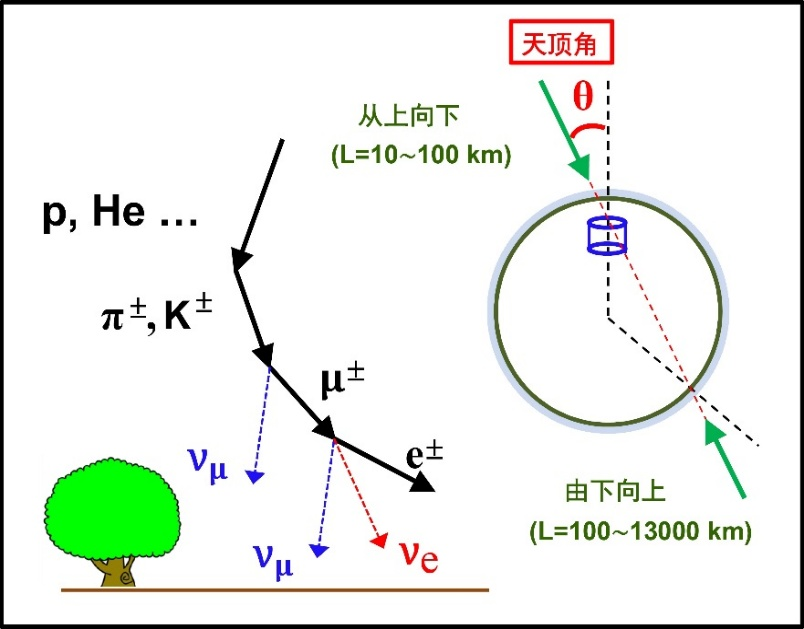 天顶角
θ
从上向下
(L=10~100 km)
p, He ...
π±, K±
μ±
νμ
e±
νμ
νe
由下向上
(L=100~13000 km)